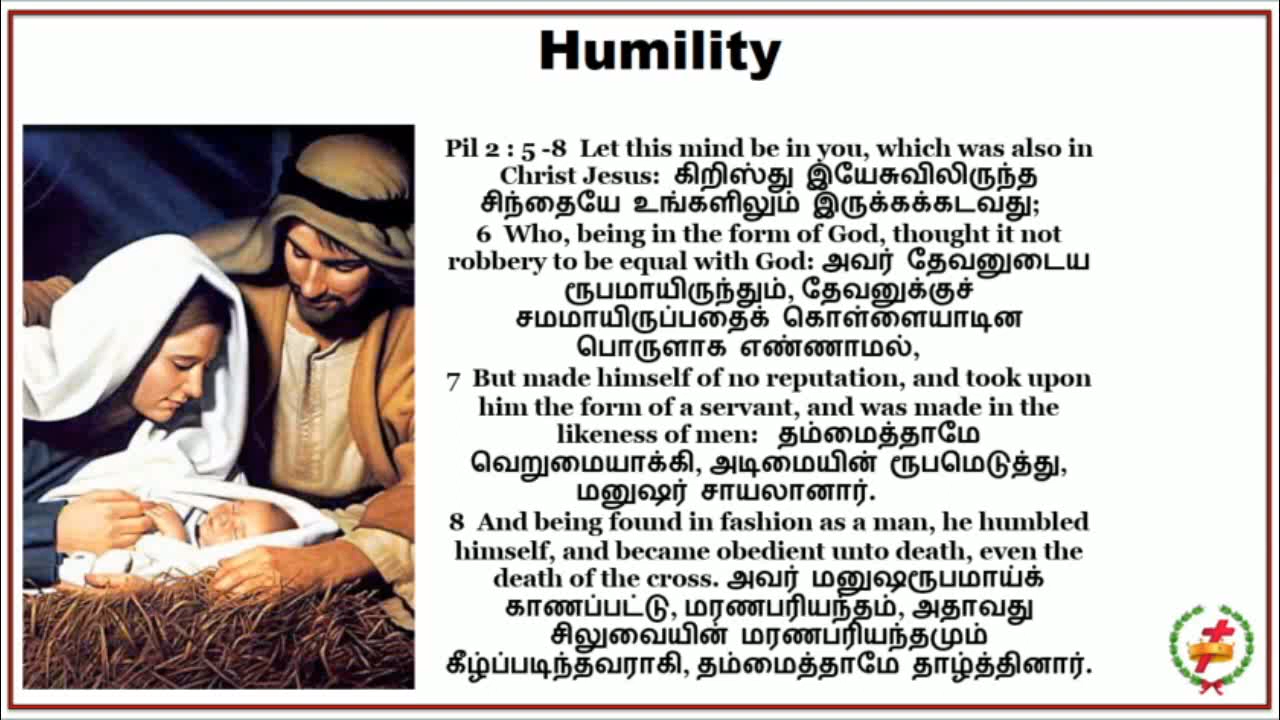 Humility
Pil 2 : 5 -8  Let this mind be in you, which was also in
Christ Jesus:  கிறிஸ்து இயேசுவிலிருந்த
சிந்தையே உங்களிலும் இருக்கக்கடவது;
6  Who, being in the form of God, thought it not
robbery to be equal with God: அவர் தேவனுடைய
ரூபமாயிருந்தும், தேவனுக்குச்
சமமாயிருப்பதைக் கொள்ளையாடின
பொருளாக எண்ணாமல்,
7  But made himself of no reputation, and took upon
him the form of a servant, and was made in the
likeness of men:  தம்மைத்தாமே
வெறுமையாக்கி, அடிமையின் ரூபமெடுத்து,
மனுஷர் சாயலானார்.
8  And being found in fashion as a man, he humbled
himself, and became obedient unto death, even the
death of the cross. அவர் மனுஷரூபமாய்க்
காணப்பட்டு, மரணபரியந்தம், அதாவது
சிலுவையின் மரணபரியந்தமும்
கீழ்ப்படிந்தவராகி, தம்மைத்தாமே தாழ்த்தினார்.